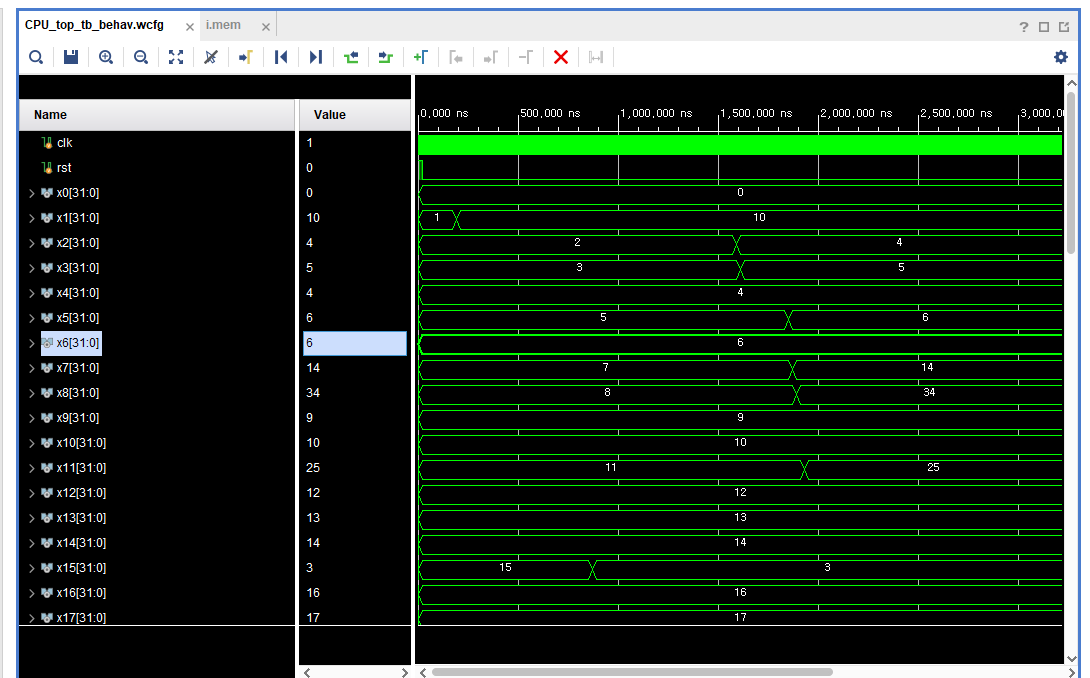 CPU_top_tb_behav.wcfg × i.mem ×
?
Name Value 0.000 ns 500.000 ns 1,000.000 ns 1,500.000 ns 2,000.000 ns 2,500.000 ns 3,000.0
clk 1
rst 0
x0[31:0] 0 0
x1[31:0] 10 1 10
x2[31:0] 4 2 4
x3[31:0] 5 3 5
x4[31:0] 4 4
x5[31:0] 6 5 6
x6[31:0] 6 6
x7[31:0] 14 7 14
x8[31:0] 34 8 34
x9[31:0] 9 9
x10[31:0] 10 10
x11[31:0] 25 11 25
x12[31:0] 12 12
x13[31:0] 13 13
x14[31:0] 14 14
x15[31:0] 3 15 3
x16[31:0] 16 16
x17[31:0] 17 17